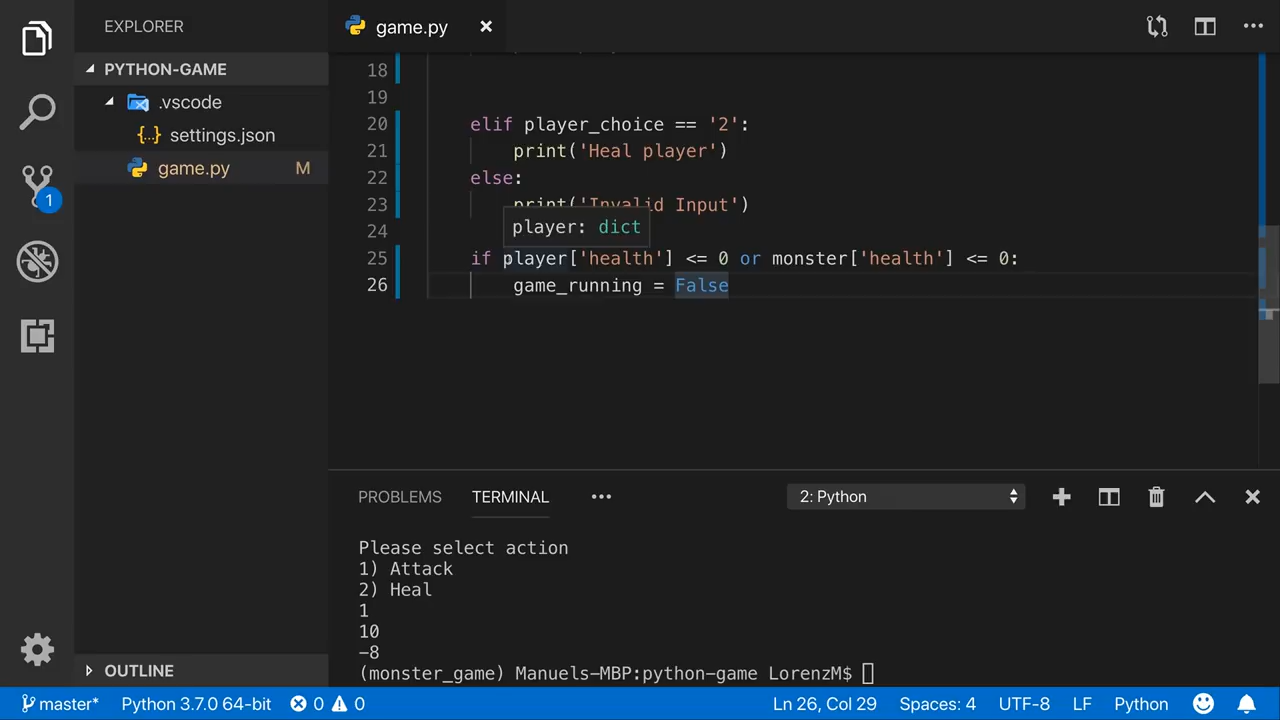 EXPLORER
game.py
PYTHON-GAME
.vscode
{..} settings.json
game.py M
18
19
20 elif player_choice == '2':
21 print('Heal player')
22 else:
23 print('Invalid Input')
24
player: dict
25 if player['health'] <= 0 or monster['health'] <= 0:
26 game_running = False
1
PROBLEMS TERMINAL ••• 2: Python
Please select action
1) Attack
2) Heal
1
10
-8
(monster_game) Manuels-MBP:python-game LorenzM$
OUTLINE
master* Python 3.7.0 64-bit 0 0 Ln 26, Col 29 Spaces: 4 UTF-8 LF Python